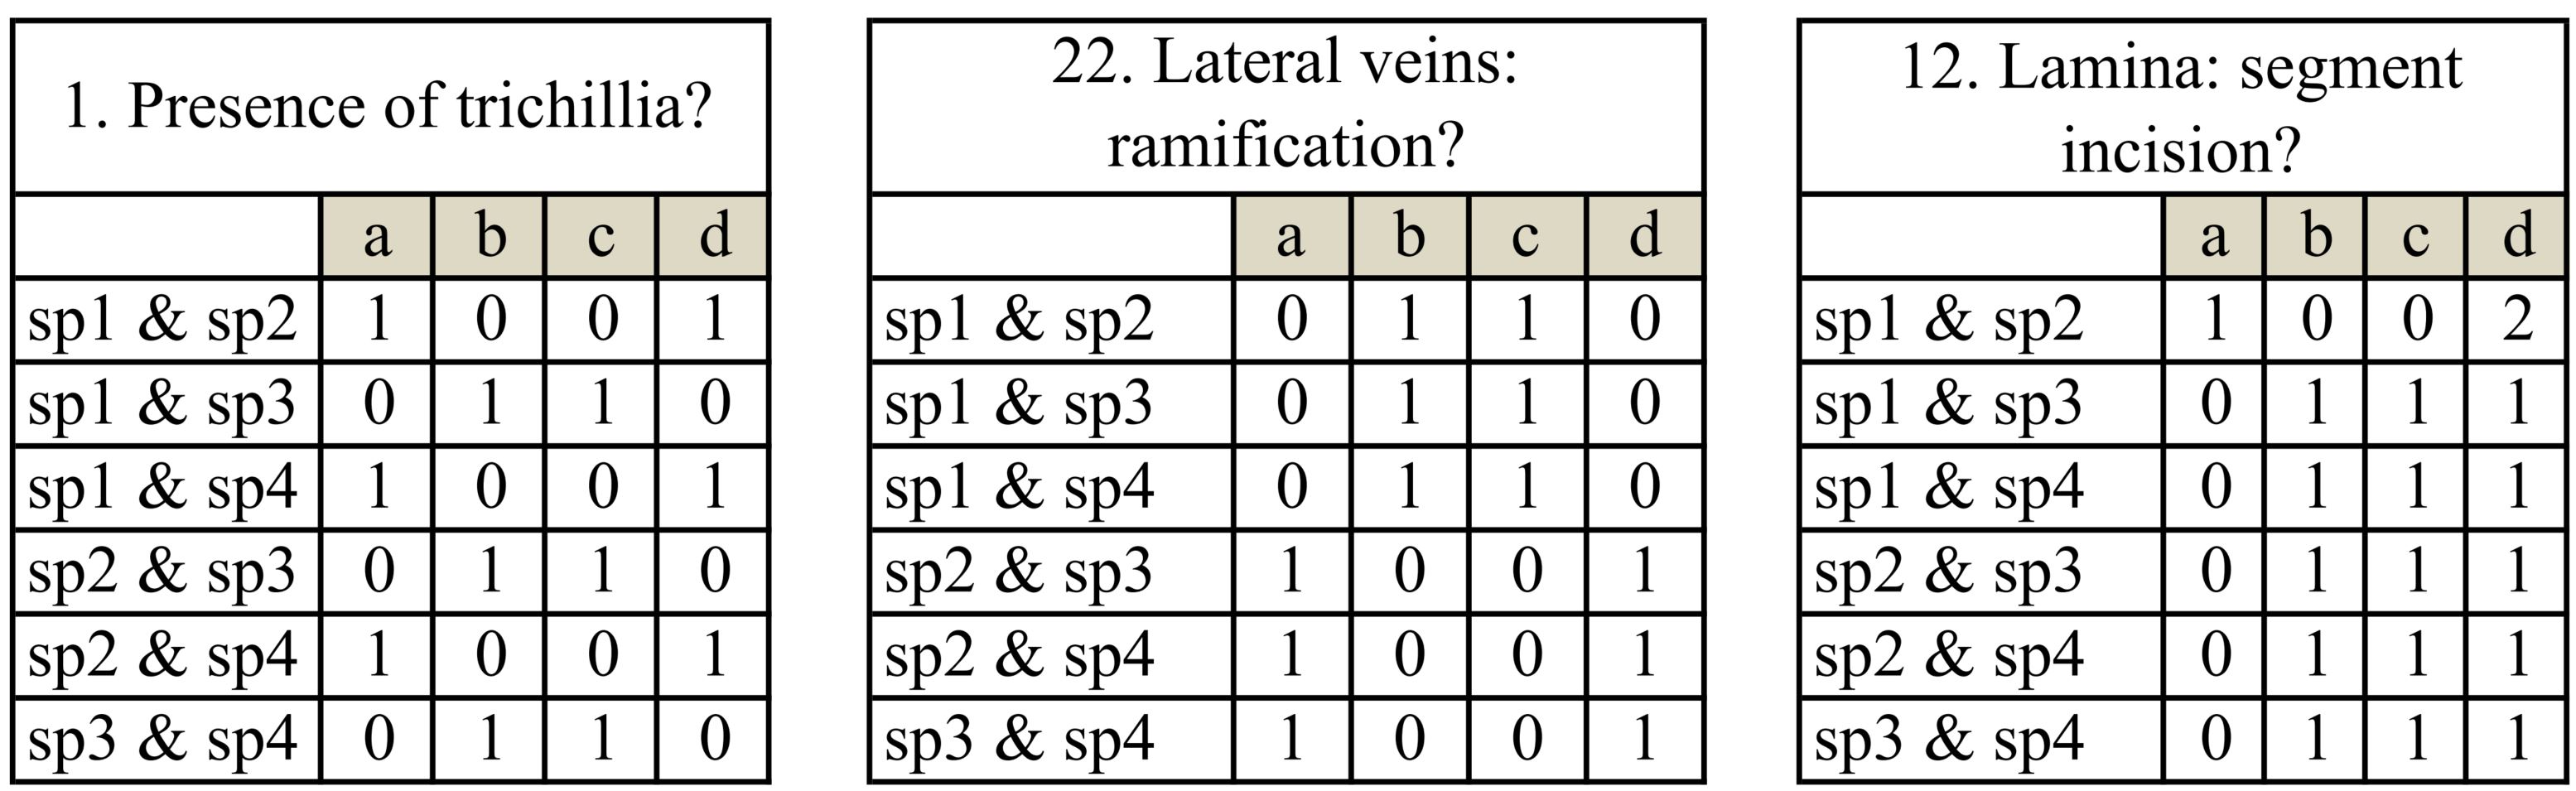 1. Presence of trichillia?
a b c d
sp1 & sp2 1 0 0 1
sp1 & sp3 0 1 1 0
sp1 & sp4 1 0 0 1
sp2 & sp3 0 1 1 0
sp2 & sp4 1 0 0 1
sp3 & sp4 0 1 1 0
22. Lateral veins:
ramification?
a b c d
sp1 & sp2 0 1 1 0
sp1 & sp3 0 1 1 0
sp1 & sp4 0 1 1 0
sp2 & sp3 1 0 0 1
sp2 & sp4 1 0 0 1
sp3 & sp4 1 0 0 1
12. Lamina: segment
incision?
a b c d
sp1 & sp2 1 0 0 2
sp1 & sp3 0 1 1 1
sp1 & sp4 0 1 1 1
sp2 & sp3 0 1 1 1
sp2 & sp4 0 1 1 1
sp3 & sp4 0 1 1 1